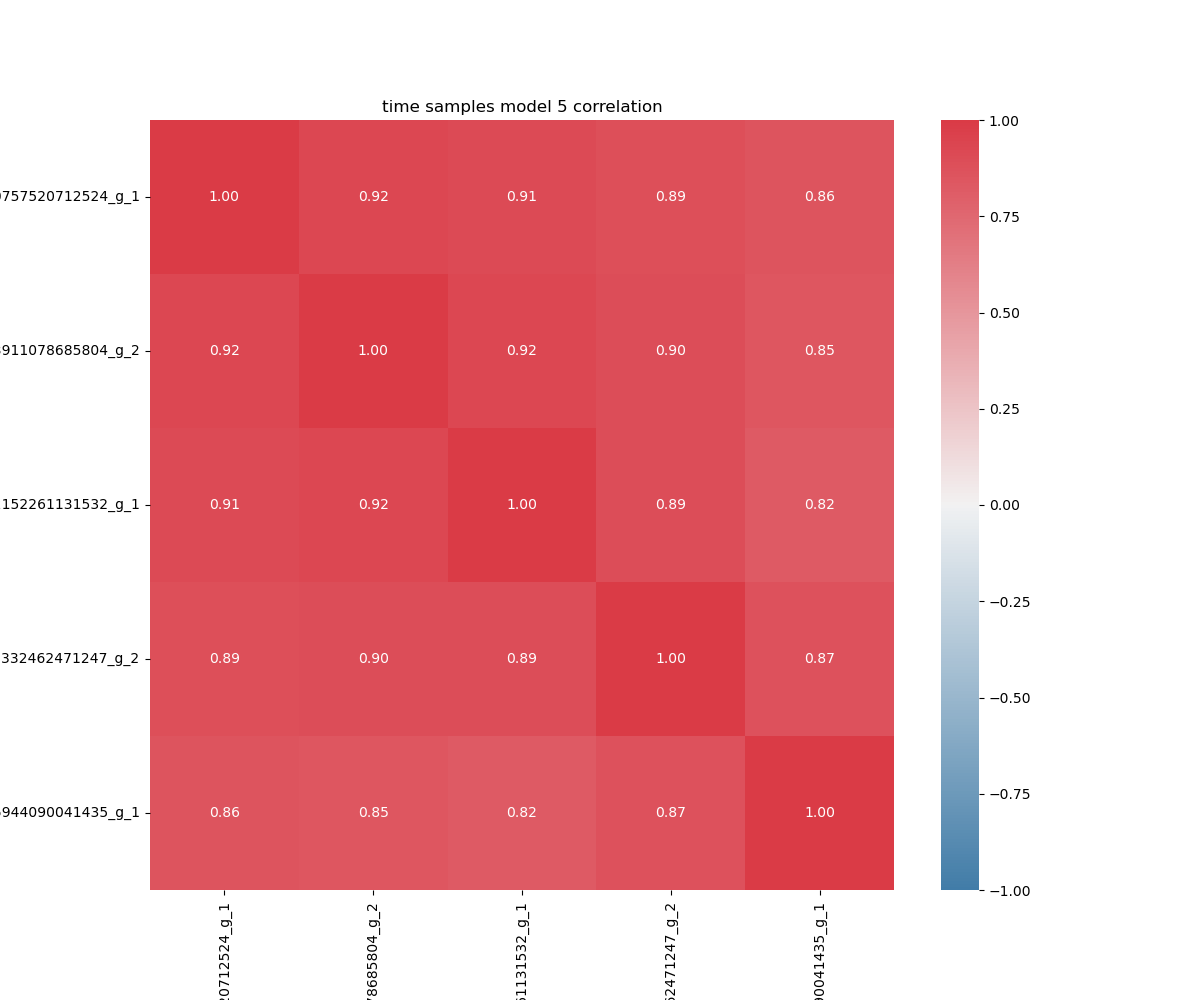 time samples model 5 correlation
757520712524_g_1 1.00 0.92 0.91 0.89 0.86
911078685804_g_2 0.92 1.00 0.92 0.90 0.85
152261131532_g_1 0.91 0.92 1.00 0.89 0.82
332462471247_g_2 0.89 0.90 0.89 1.00 0.87
944090041435_g_1 0.86 0.85 0.82 0.87 1.00
20712524_g_1
78685804_g_2
61131532_g_1
62471247_g_2
90041435_g_1
1.00
0.75
0.50
0.25
0.00
−0.25
−0.50
−0.75
−1.00